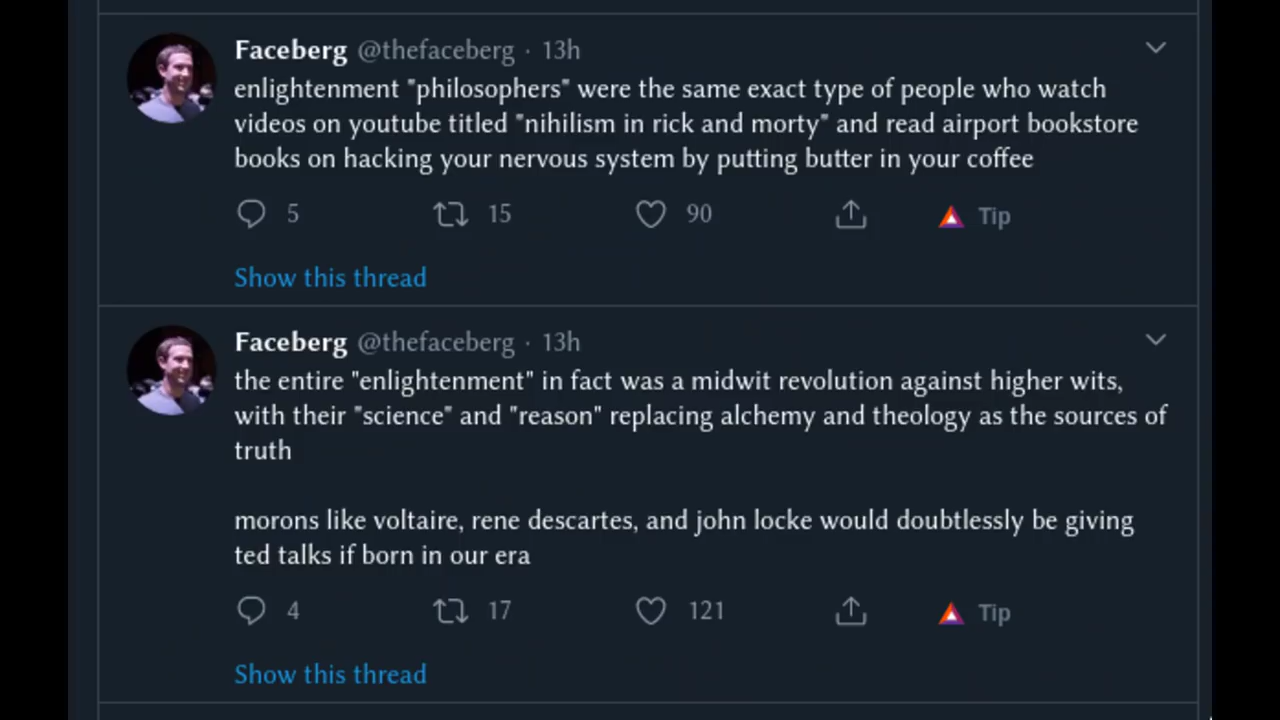 Faceberg @thefaceberg · 13h
enlightenment "philosophers" were the same exact type of people who watch
videos on youtube titled "nihilism in rick and morty" and read airport bookstore
books on hacking your nervous system by putting butter in your coffee
5 15 90 Tip
Show this thread
Faceberg @thefaceberg · 13h
the entire "enlightenment" in fact was a midwit revolution against higher wits,
with their "science" and "reason" replacing alchemy and theology as the sources of
truth
morons like voltaire, rene descartes, and john locke would doubtlessly be giving
ted talks if born in our era
4 17 121 Tip
Show this thread